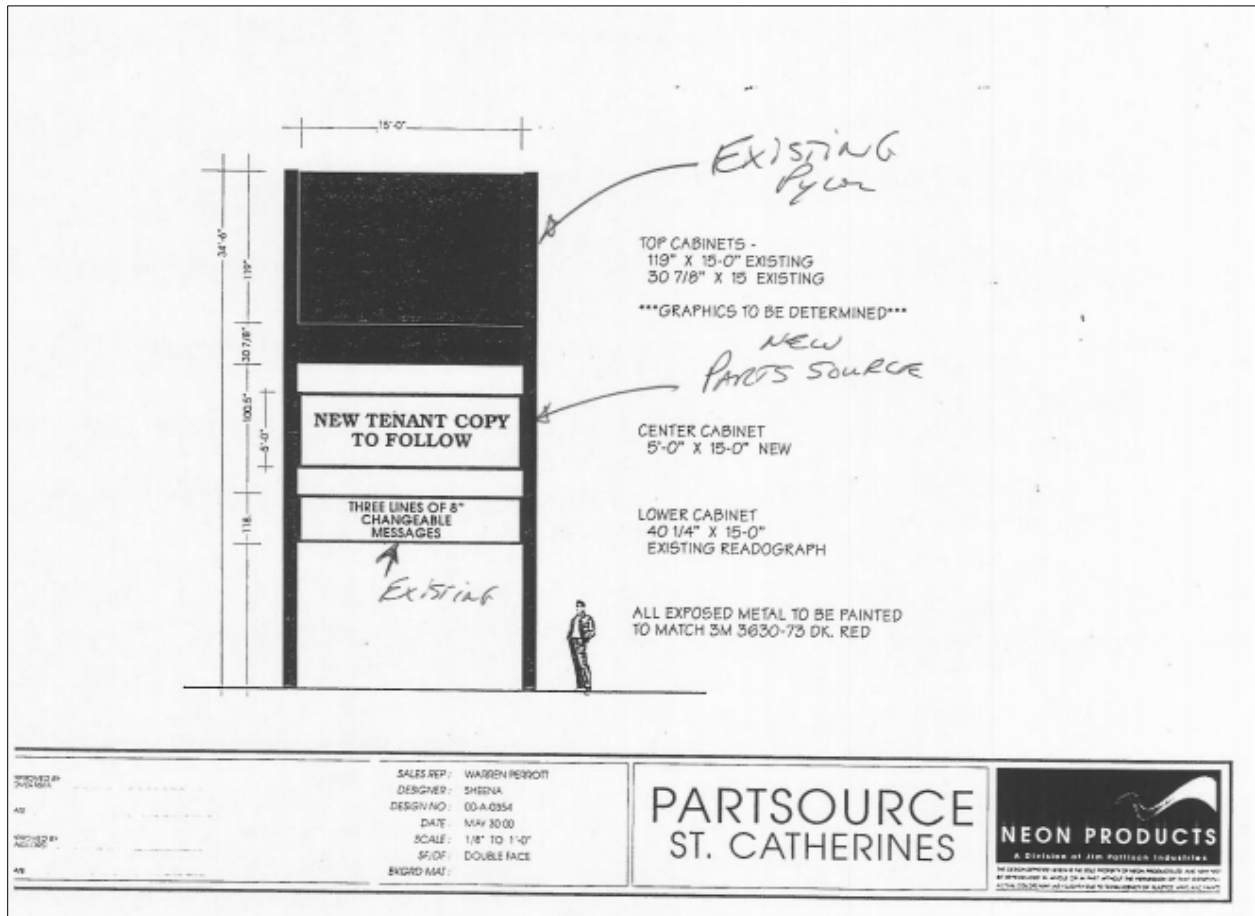 15'-0"
EXISTING
Pylon
34'-6"
119"
30 7/8"
100.5"
5'-0"
118
TOP CABINETS -
119" X 15-0" EXISTING
30 7/8" X 15 EXISTING
***GRAPHICS TO BE DETERMINED***
NEW
PARTS SOURCE
NEW TENANT COPY
TO FOLLOW
CENTER CABINET
5'-0" X 15-0" NEW
THREE LINES OF 8"
CHANGEABLE
MESSAGES
LOWER CABINET
40 1/4" X 15-0"
EXISTING READOGRAPH
Existing
ALL EXPOSED METAL TO BE PAINTED
TO MATCH 3M 3630-73 DK. RED
SALES REP : WARREN PERROTT
DESIGNER : SHEENA
DESIGN NO : 00-A-0354
DATE : MAY 30 00
SCALE : 1/8" TO 1'-0"
SF/DF : DOUBLE FACE
BKGRD MAT :
PARTSOURCE
ST. CATHERINES
NEON PRODUCTS
A Division of Jim Pattison Industries